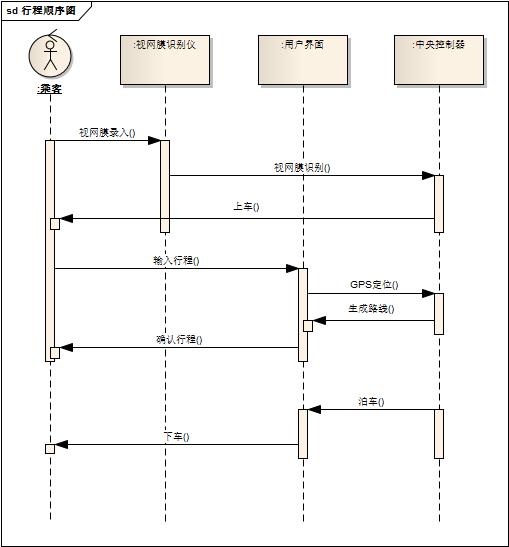 sd 行程顺序图
:乘客
:视网膜识别仪
:用户界面
:中央控制器
视网膜录入()
视网膜识别()
上车()
输入行程()
GPS定位()
生成路线()
确认行程()
泊车()
下车()